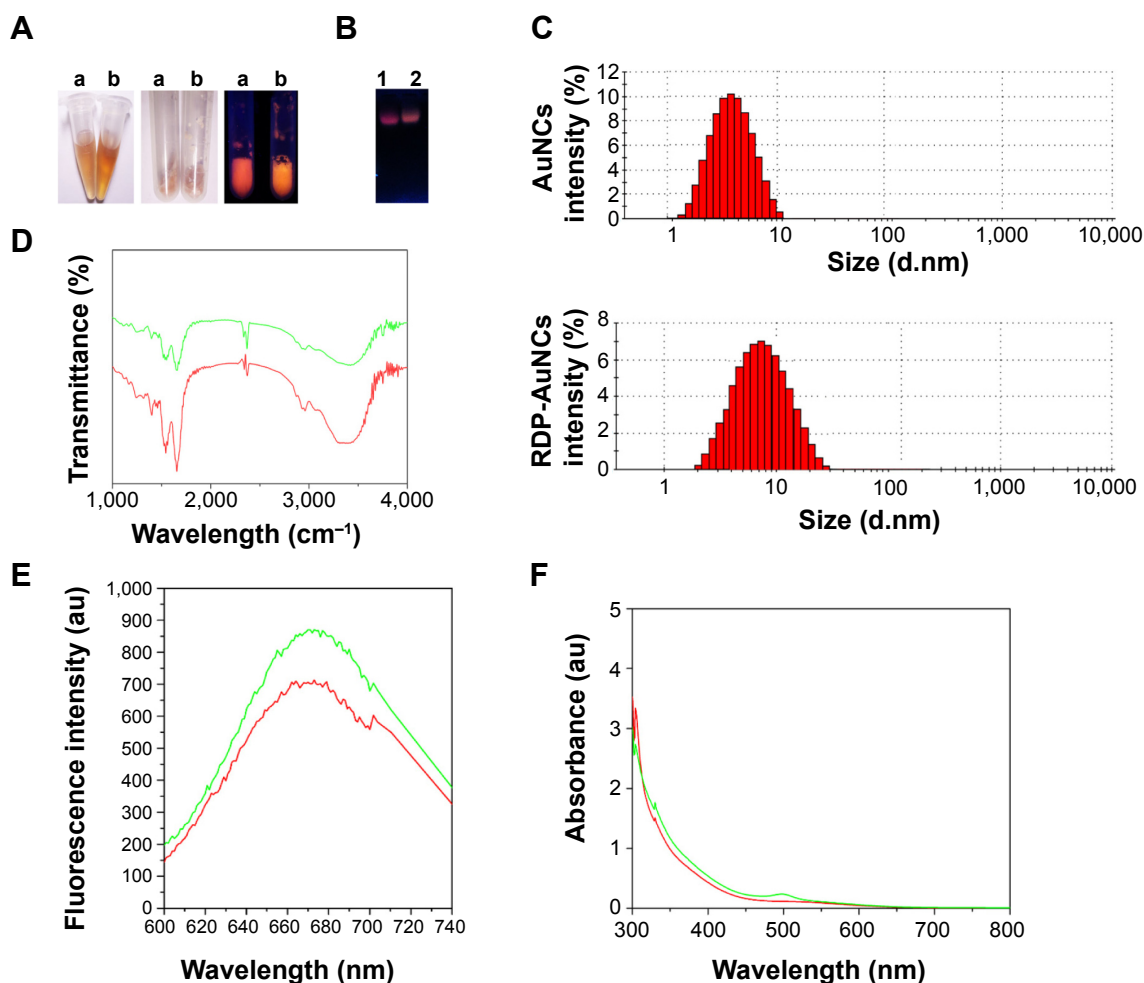 A
a b a b a b
B
1 2
C
AuNCs
intensity (%)
12
10
8
6
4
2
0
1 10 100 1,000 10,000
Size (d.nm)
RDP-AuNCs
intensity (%)
8
6
4
2
0
1 10 100 1,000 10,000
Size (d.nm)
D
Transmittance (%)
1,000 2,000 3,000 4,000
Wavelength (cm⁻¹)
E
Fluorescence intensity (au)
1,000
900
800
700
600
500
400
300
200
100
0
600 620 640 660 680 700 720 740
Wavelength (nm)
F
Absorbance (au)
5
4
3
2
1
0
300 400 500 600 700 800
Wavelength (nm)